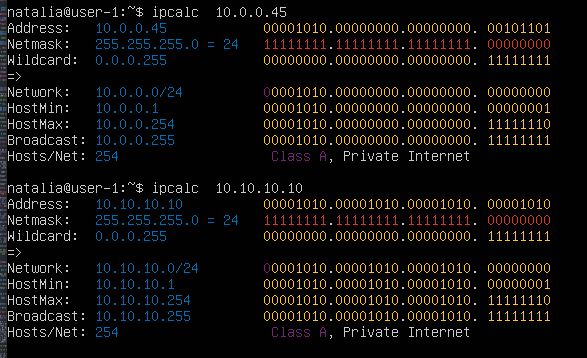 natalia@user-1:~$ ipcalc  10.0.0.45
Address:   10.0.0.45            00001010.00000000.00000000. 00101101
Netmask:   255.255.255.0 = 24   11111111.11111111.11111111. 00000000
Wildcard:  0.0.0.255            00000000.00000000.00000000. 11111111
=>
Network:   10.0.0.0/24          00001010.00000000.00000000. 00000000
HostMin:   10.0.0.1             00001010.00000000.00000000. 00000001
HostMax:   10.0.0.254           00001010.00000000.00000000. 11111110
Broadcast: 10.0.0.255           00001010.00000000.00000000. 11111111
Hosts/Net: 254                   Class A, Private Internet
natalia@user-1:~$ ipcalc  10.10.10.10
Address:   10.10.10.10          00001010.00001010.00001010. 00001010
Netmask:   255.255.255.0 = 24   11111111.11111111.11111111. 00000000
Wildcard:  0.0.0.255            00000000.00000000.00000000. 11111111
=>
Network:   10.10.10.0/24        00001010.00001010.00001010. 00000000
HostMin:   10.10.10.1           00001010.00001010.00001010. 00000001
HostMax:   10.10.10.254         00001010.00001010.00001010. 11111110
Broadcast: 10.10.10.255         00001010.00001010.00001010. 11111111
Hosts/Net: 254                   Class A, Private Internet